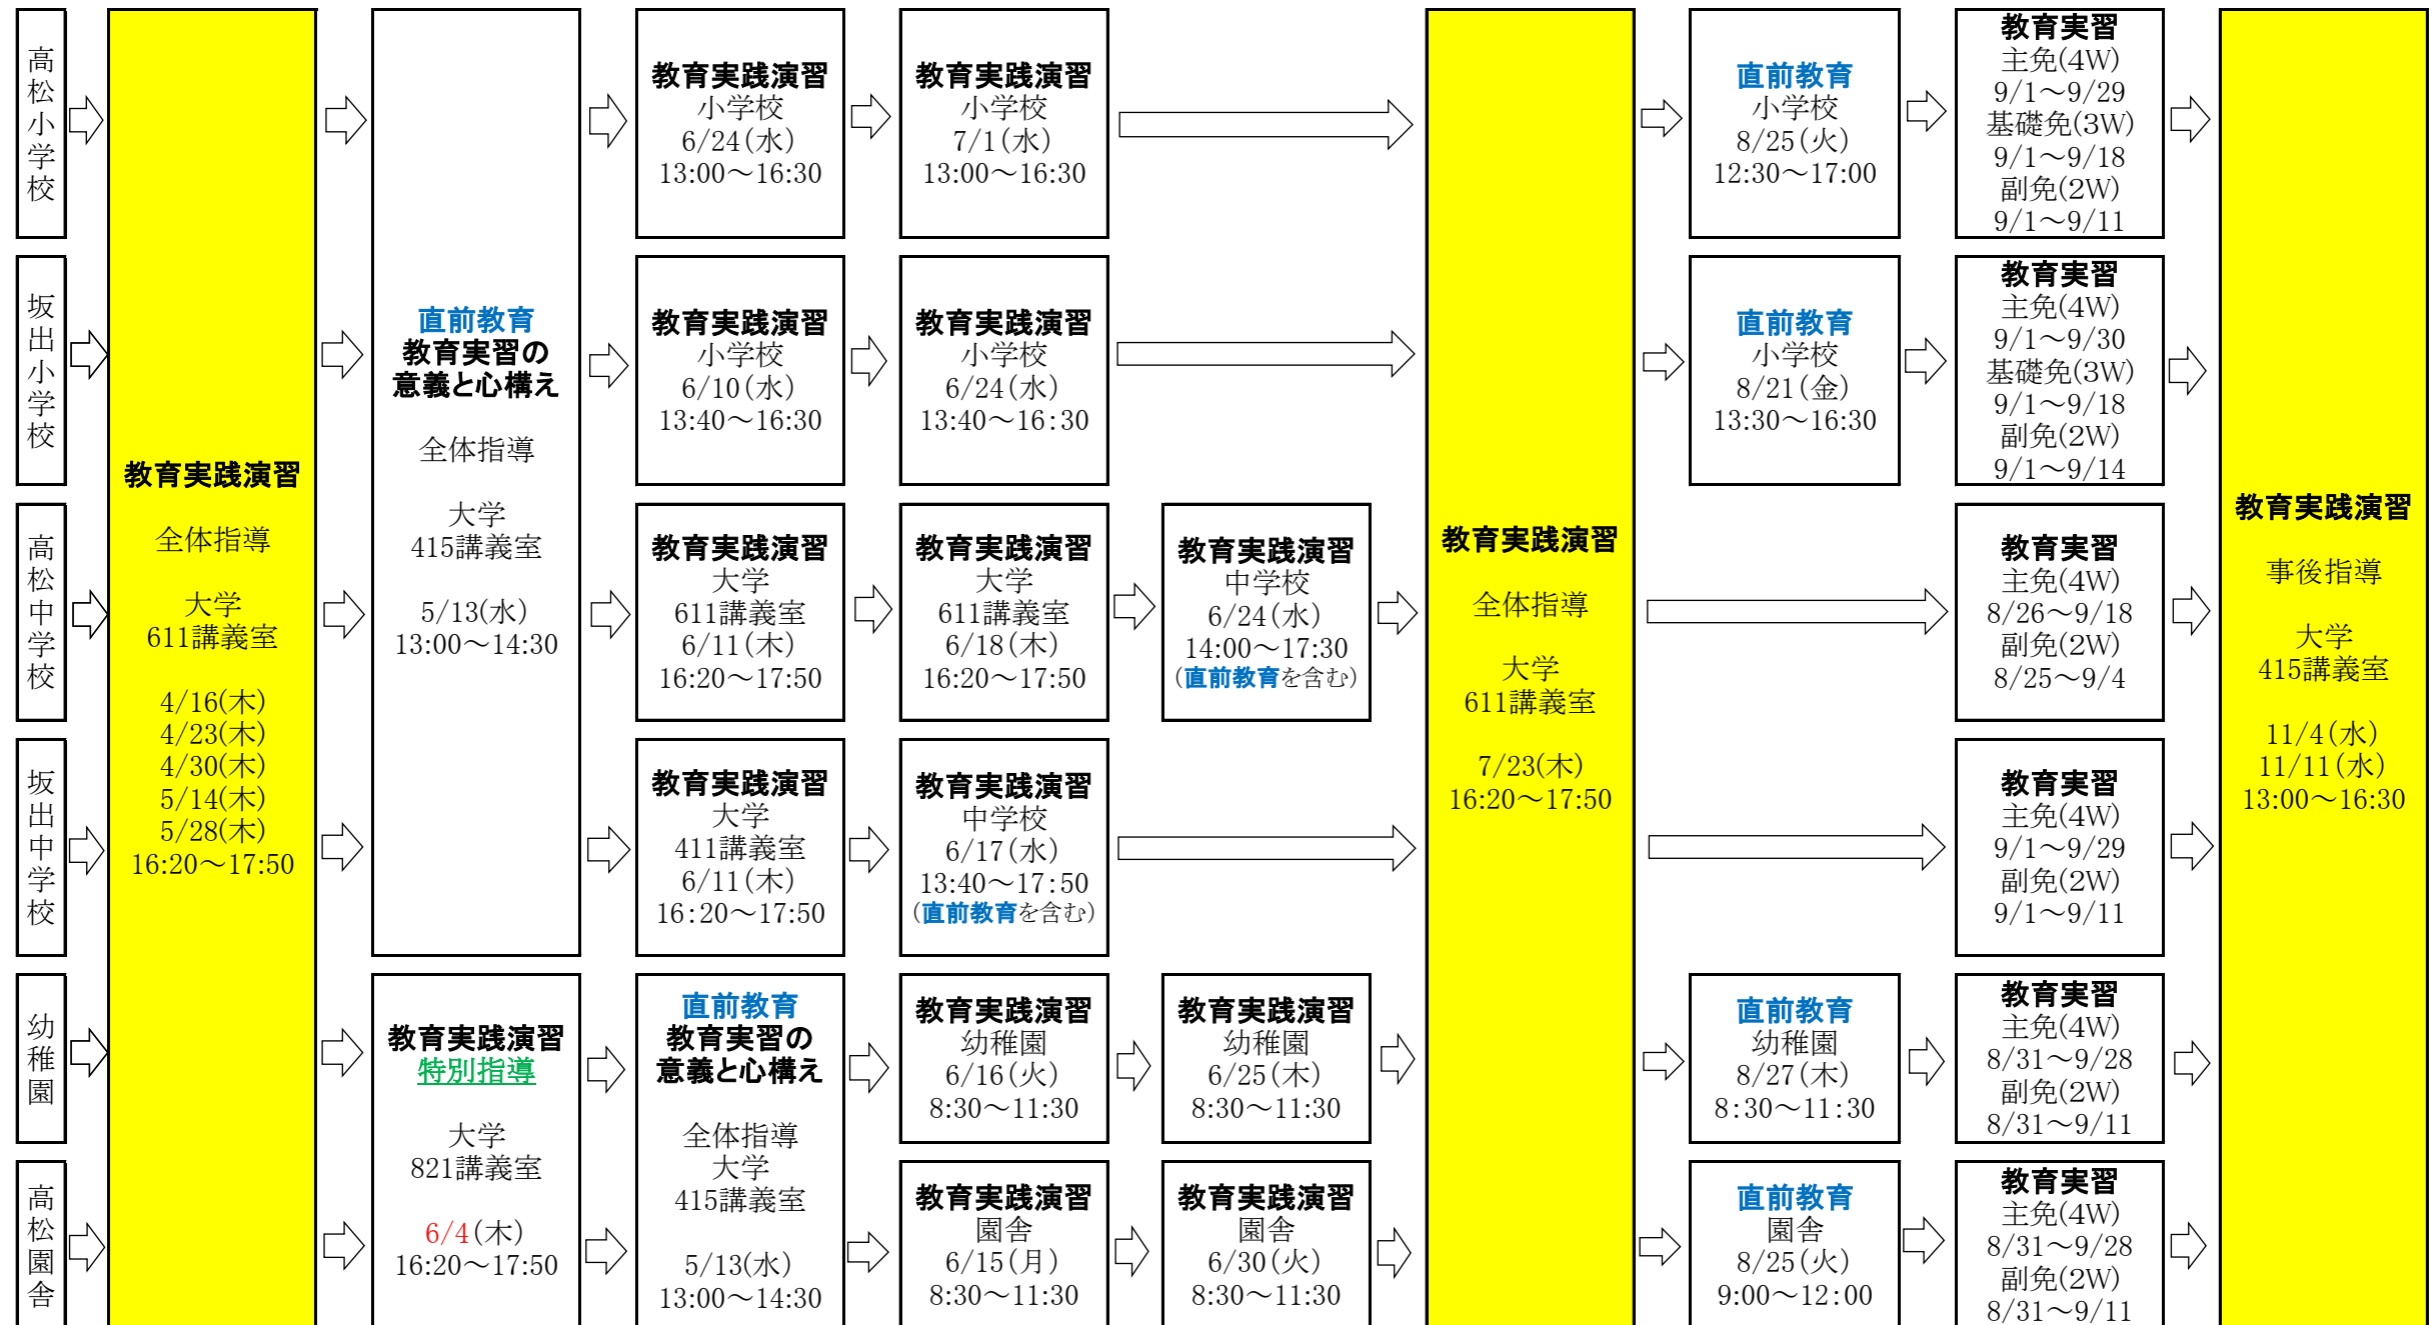 高松小学校
坂出小学校
高松中学校
坂出中学校
幼稚園
高松園舎
教育実践演習
全体指導
大学
611講義室
4/16(木)
4/23(木)
4/30(木)
5/14(木)
5/28(木)
16:20～17:50
直前教育
教育実習の
意義と心構え
全体指導
大学
415講義室
5/13(水)
13:00～14:30
教育実践演習
特別指導
大学
821講義室
6/4(木)
16:20～17:50
教育実践演習
小学校
6/24(水)
13:00～16:30
教育実践演習
小学校
6/10(水)
13:40～16:30
教育実践演習
大学
611講義室
6/11(木)
16:20～17:50
教育実践演習
大学
411講義室
6/11(木)
16:20～17:50
直前教育
教育実習の
意義と心構え
全体指導
大学
415講義室
5/13(水)
13:00～14:30
教育実践演習
小学校
7/1(水)
13:00～16:30
教育実践演習
小学校
6/24(水)
13:40～16:30
教育実践演習
大学
611講義室
6/18(木)
16:20～17:50
教育実践演習
中学校
6/17(水)
13:40～17:50
(直前教育を含む)
教育実践演習
幼稚園
6/16(火)
8:30～11:30
教育実践演習
園舎
6/15(月)
8:30～11:30
教育実践演習
中学校
6/24(水)
14:00～17:30
(直前教育を含む)
教育実践演習
幼稚園
6/25(木)
8:30～11:30
教育実践演習
園舎
6/30(火)
8:30～11:30
教育実践演習
全体指導
大学
611講義室
7/23(木)
16:20～17:50
直前教育
小学校
8/25(火)
12:30～17:00
直前教育
小学校
8/21(金)
13:30～16:30
直前教育
幼稚園
8/27(木)
8:30～11:30
直前教育
園舎
8/25(火)
9:00～12:00
教育実習
主免(4W)
9/1～9/29
基礎免(3W)
9/1～9/18
副免(2W)
9/1～9/11
教育実習
主免(4W)
9/1～9/30
基礎免(3W)
9/1～9/18
副免(2W)
9/1～9/14
教育実習
主免(4W)
8/26～9/18
副免(2W)
8/25～9/4
教育実習
主免(4W)
9/1～9/29
副免(2W)
9/1～9/11
教育実習
主免(4W)
8/31～9/28
副免(2W)
8/31～9/11
教育実習
主免(4W)
8/31～9/28
副免(2W)
8/31～9/11
教育実践演習
事後指導
大学
415講義室
11/4(水)
11/11(水)
13:00～16:30